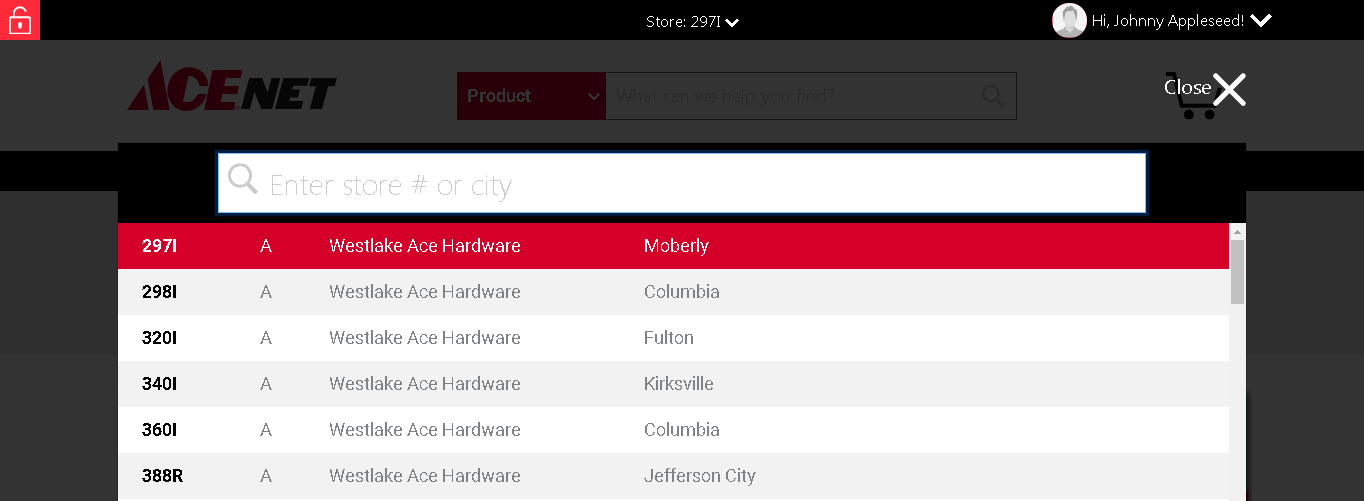 Store: 297I
Hi, Johnny Appleseed!
ACENET
Product What can we help you find?
Close
Enter store # or city
297I A Westlake Ace Hardware Moberly
298I A Westlake Ace Hardware Columbia
320I A Westlake Ace Hardware Fulton
340I A Westlake Ace Hardware Kirksville
360I A Westlake Ace Hardware Columbia
388R A Westlake Ace Hardware Jefferson City